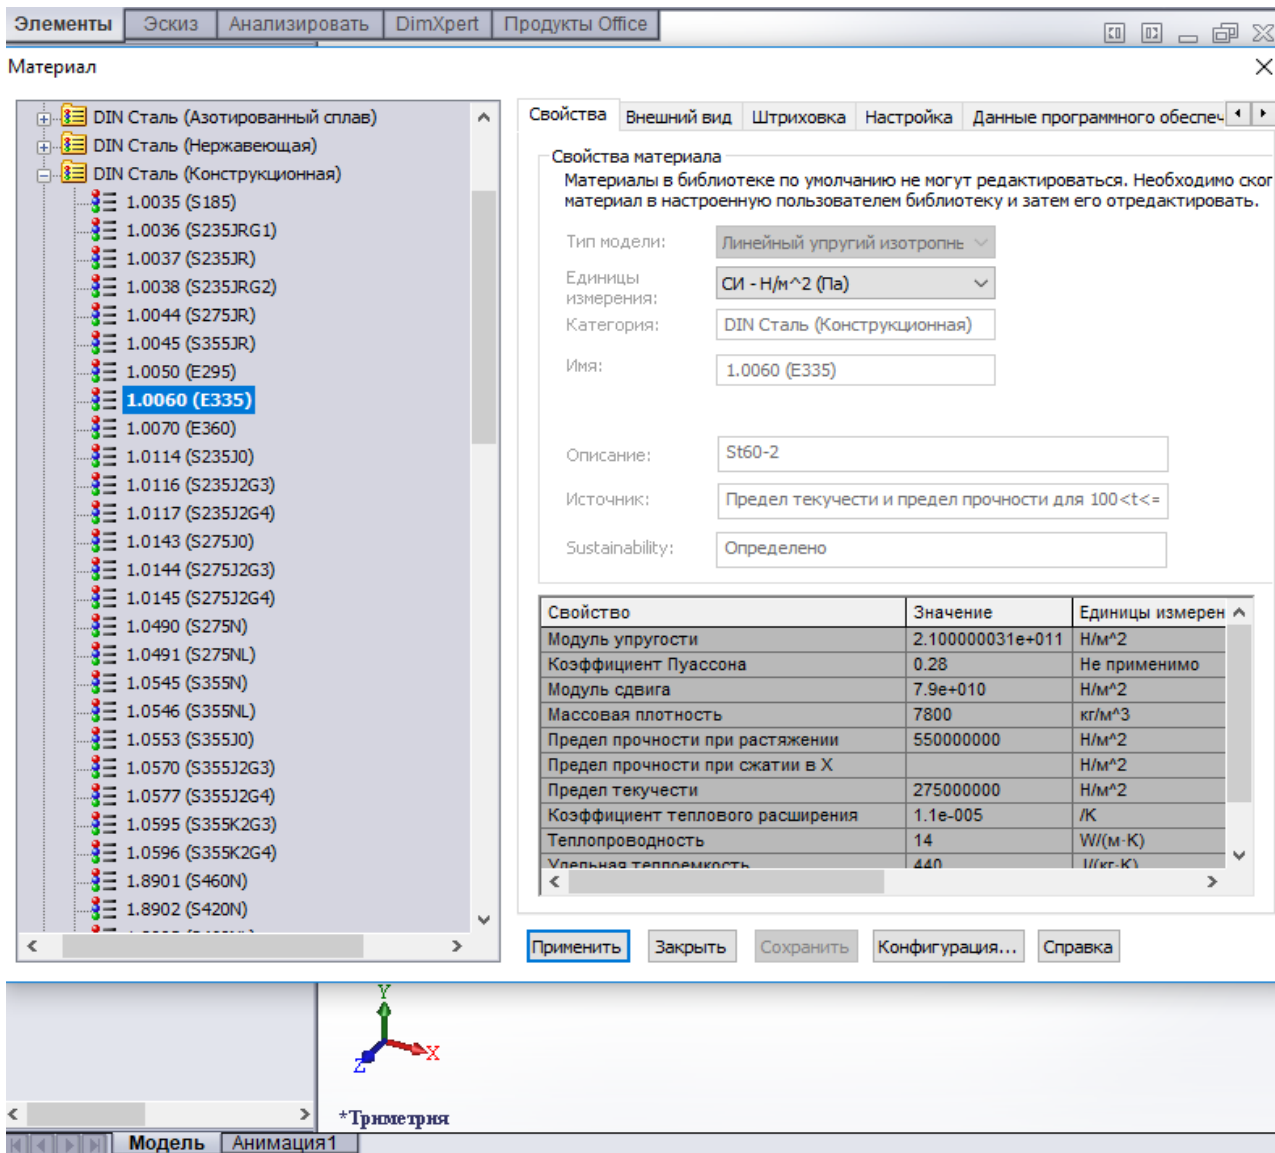 Элементы Эскиз Анализировать DimXpert Продукты Office
Материал
DIN Сталь (Азотированный сплав)
DIN Сталь (Нержавеющая)
DIN Сталь (Конструкционная)
1.0035 (S185)
1.0036 (S235JRG1)
1.0037 (S235JR)
1.0038 (S235JRG2)
1.0044 (S275JR)
1.0045 (S355JR)
1.0050 (E295)
1.0060 (E335)
1.0070 (E360)
1.0114 (S235J0)
1.0116 (S235J2G3)
1.0117 (S235J2G4)
1.0143 (S275J0)
1.0144 (S275J2G3)
1.0145 (S275J2G4)
1.0490 (S275N)
1.0491 (S275NL)
1.0545 (S355N)
1.0546 (S355NL)
1.0553 (S355J0)
1.0570 (S355J2G3)
1.0577 (S355J2G4)
1.0595 (S355K2G3)
1.0596 (S355K2G4)
1.8901 (S460N)
1.8902 (S420N)
Свойства Внешний вид Штриховка Настройка Данные программного обеспеч
Свойства материала
Материалы в библиотеке по умолчанию не могут редактироваться. Необходимо ског
материал в настроенную пользователем библиотеку и затем его отредактировать.
Тип модели: Линейный упругий изотропнь
Единицы измерения: СИ - Н/м^2 (Па)
Категория: DIN Сталь (Конструкционная)
Имя: 1.0060 (E335)
Описание: St60-2
Источник: Предел текучести и предел прочности для 100<t<=
Sustainability: Определено
Свойство Значение Единицы измерен
Модуль упругости 2.100000031e+011 Н/м^2
Коэффициент Пуассона 0.28 Не применимо
Модуль сдвига 7.9e+010 Н/м^2
Массовая плотность 7800 кг/м^3
Предел прочности при растяжении 550000000 Н/м^2
Предел прочности при сжатии в X Н/м^2
Предел текучести 275000000 Н/м^2
Коэффициент теплового расширения 1.1e-005 /K
Теплопроводность 14 W/(м·K)
Удельная теплоемкость 440 J/(кг·K)
Применить Закрыть Сохранить Конфигурация... Справка
Y
X
Z
*Триметрия
Модель Анимация1